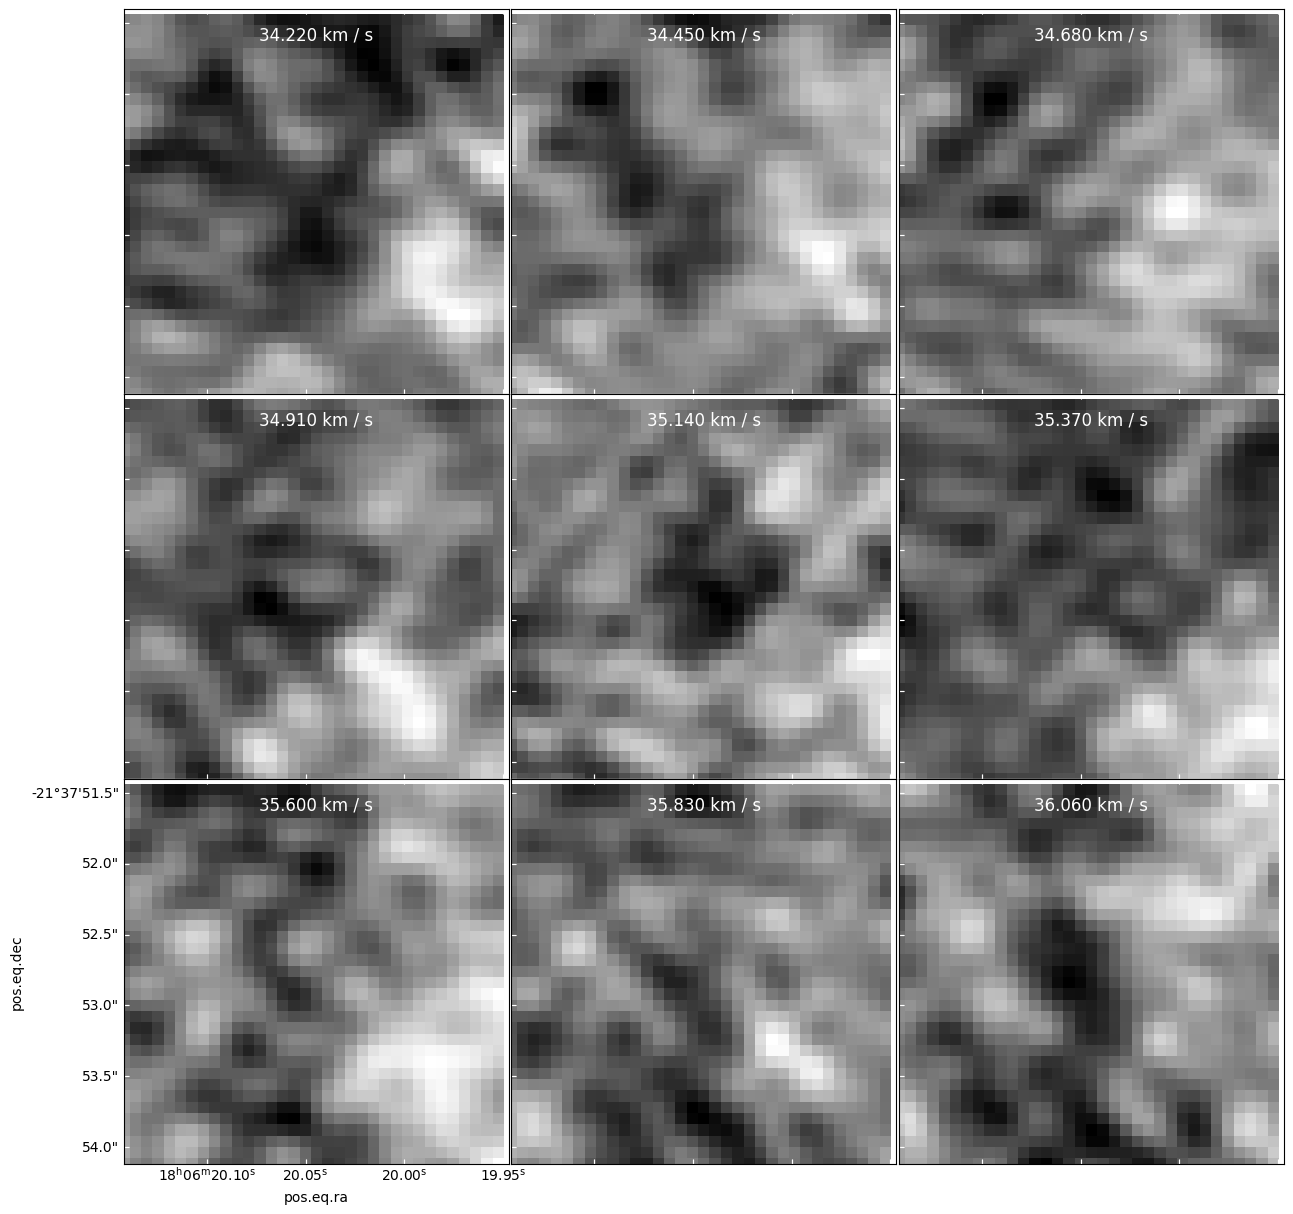 34.220 km / s
34.450 km / s
34.680 km / s
34.910 km / s
35.140 km / s
35.370 km / s
35.600 km / s
35.830 km / s
36.060 km / s
-21°37'51.5"
52.0"
52.5"
53.0"
53.5"
54.0"
pos.eq.dec
18ʰ06ᵐ20.10ˢ 20.05ˢ 20.00ˢ 19.95ˢ
pos.eq.ra